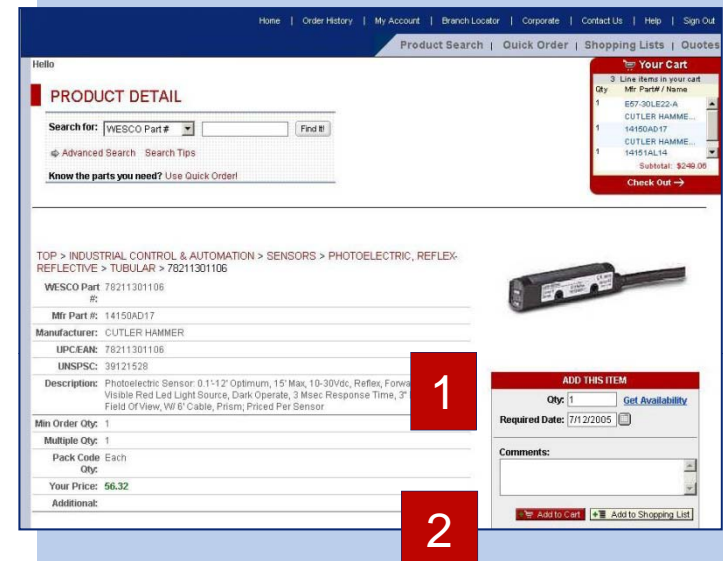 Home | Order History | My Account | Branch Locator | Corporate | Contact Us | Help | Sign Out
Product Search | Quick Order | Shopping Lists | Quotes
Hello
PRODUCT DETAIL
Search for: WESCO Part # Find It!
Advanced Search Search Tips
Know the parts you need? Use Quick Order!
Your Cart
3 Line items in your cart
Qty Mfr Part# / Name
1 E57-30LE22-A
CUTLER HAMME...
1 14150AD17
CUTLER HAMME...
1 14151AL14
Subtotal: $249.06
Check Out
TOP > INDUSTRIAL CONTROL & AUTOMATION > SENSORS > PHOTOELECTRIC, REFLEX-
REFLECTIVE > TUBULAR > 78211301106
WESCO Part #: 78211301106
Mfr Part #: 14150AD17
Manufacturer: CUTLER HAMMER
UPC/EAN: 78211301106
UNSPSC: 39121528
Description: Photoelectric Sensor: 0.1'-12' Optimum, 15' Max, 10-30Vdc, Reflex,
Visible Red Led Light Source, Dark Operate, 3 Msec Response Time, 3"
Field Of View, W/ 6' Cable, Prism; Priced Per Sensor
Min Order Qty: 1
Multiple Qty: 1
Pack Code Qty: Each
Your Price: 56.32
Additional:
1
2
ADD THIS ITEM
Qty: 1 Get Availability
Required Date: 7/12/2005
Comments:
Add to Cart Add to Shopping List